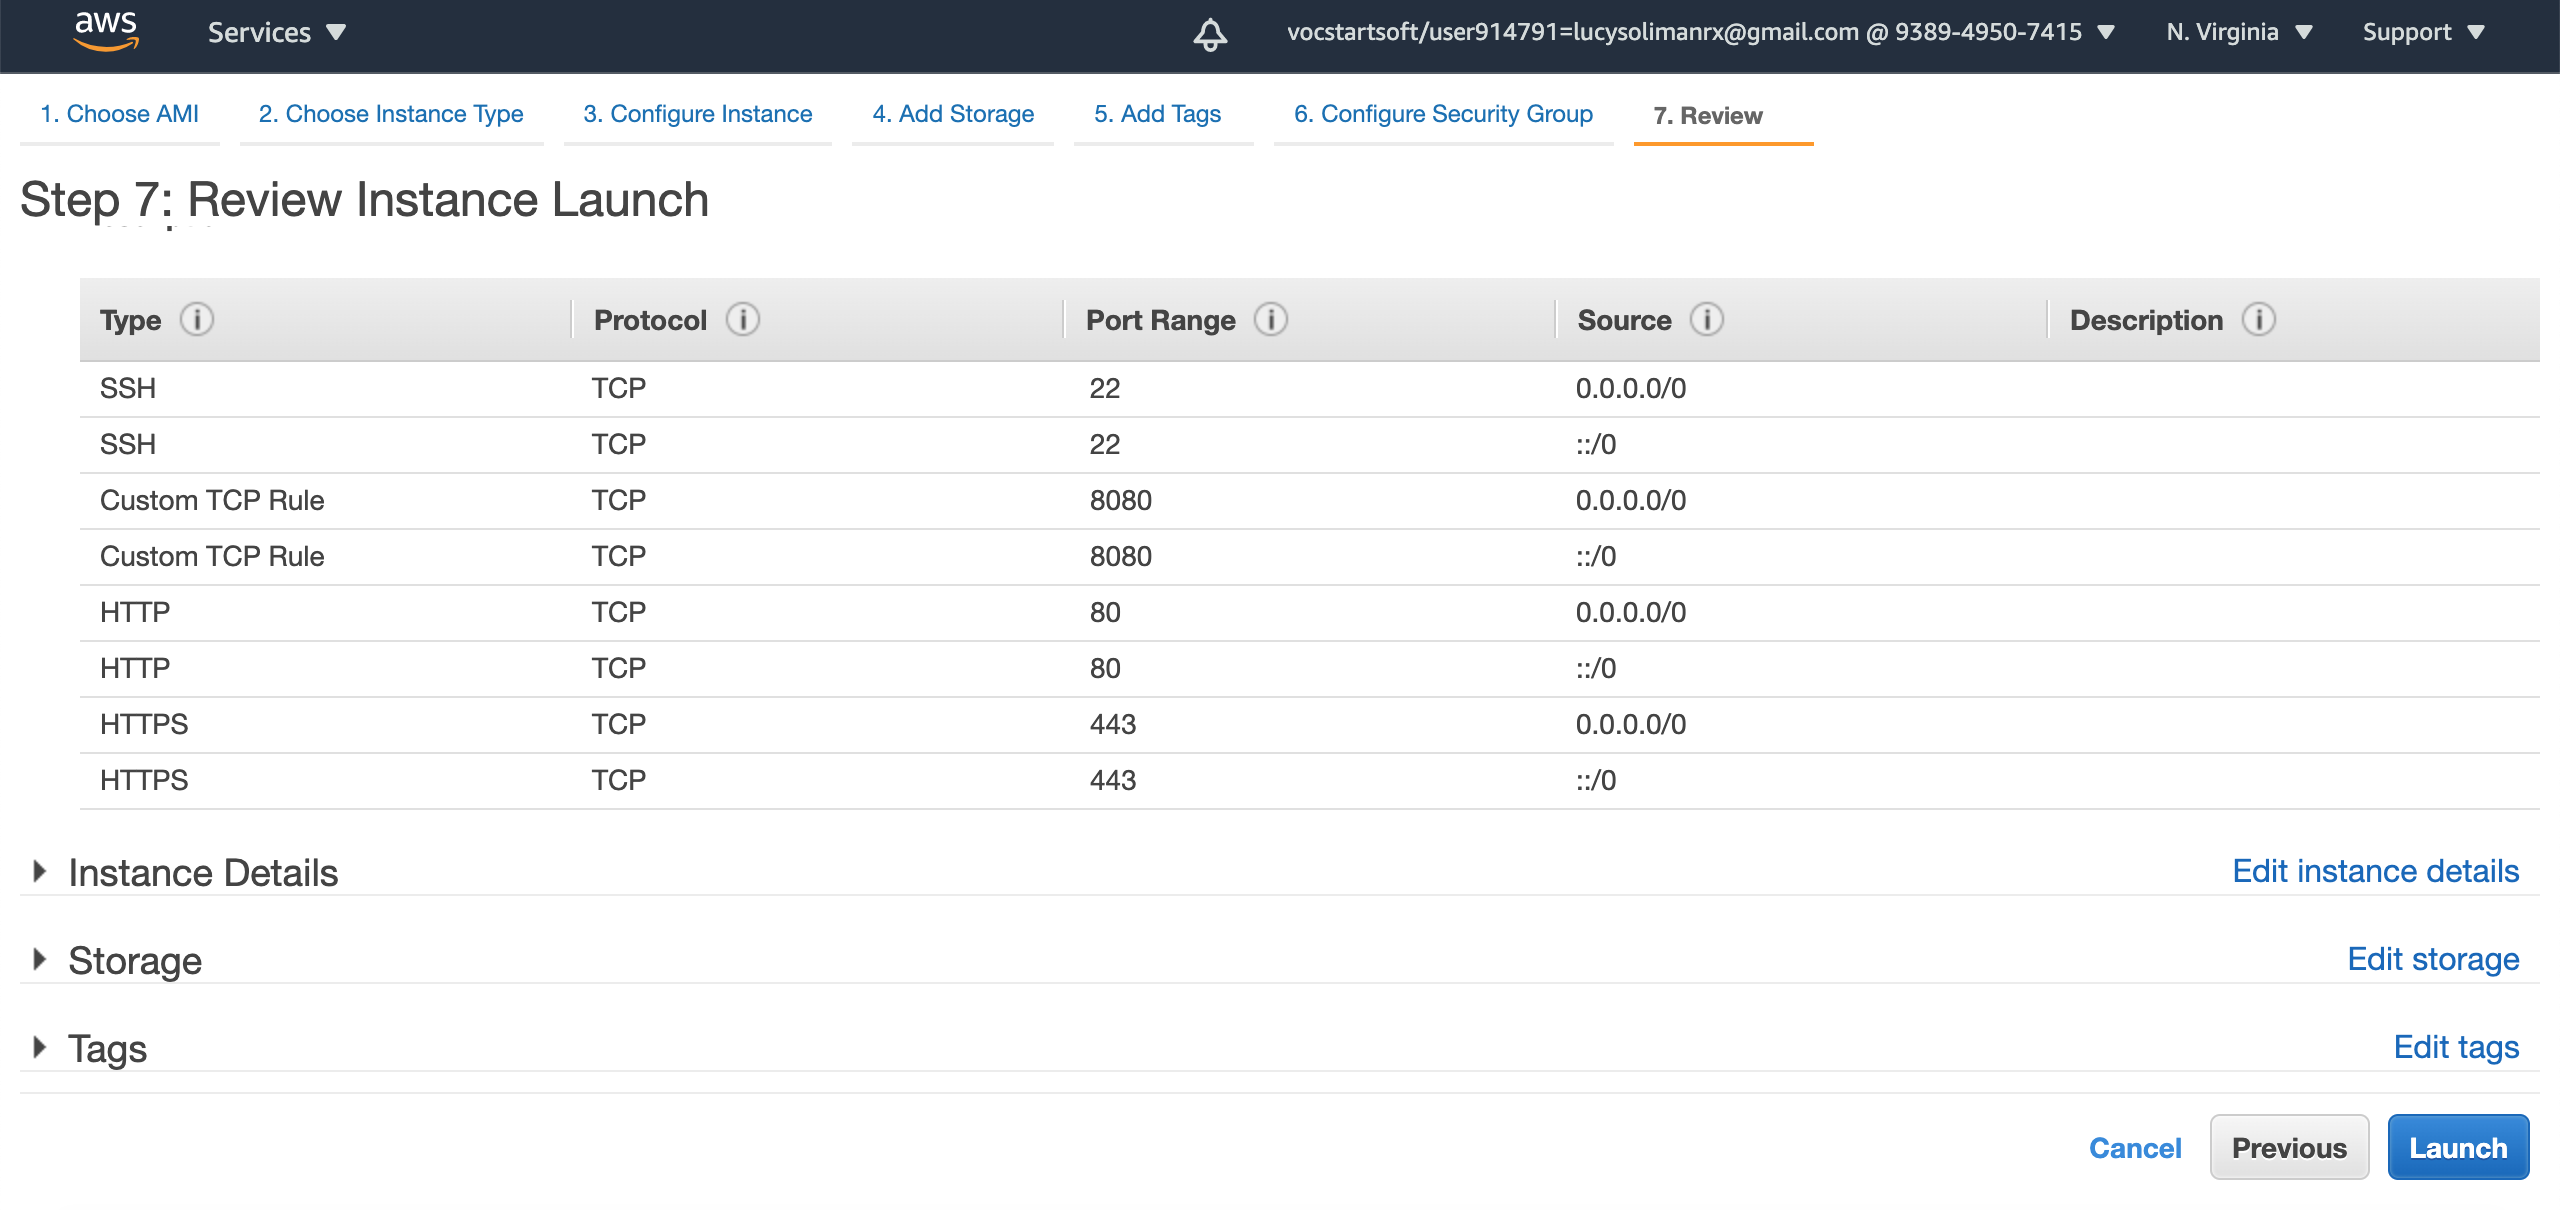 aws Services vocstartsoft/user914791=lucysolimanrx@gmail.com @ 9389-4950-7415 N. Virginia Support
1. Choose AMI 2. Choose Instance Type 3. Configure Instance 4. Add Storage 5. Add Tags 6. Configure Security Group 7. Review
Step 7: Review Instance Launch
Type Protocol Port Range Source Description
SSH TCP 22 0.0.0.0/0
SSH TCP 22 ::/0
Custom TCP Rule TCP 8080 0.0.0.0/0
Custom TCP Rule TCP 8080 ::/0
HTTP TCP 80 0.0.0.0/0
HTTP TCP 80 ::/0
HTTPS TCP 443 0.0.0.0/0
HTTPS TCP 443 ::/0
Instance Details Edit instance details
Storage Edit storage
Tags Edit tags
Cancel Previous Launch